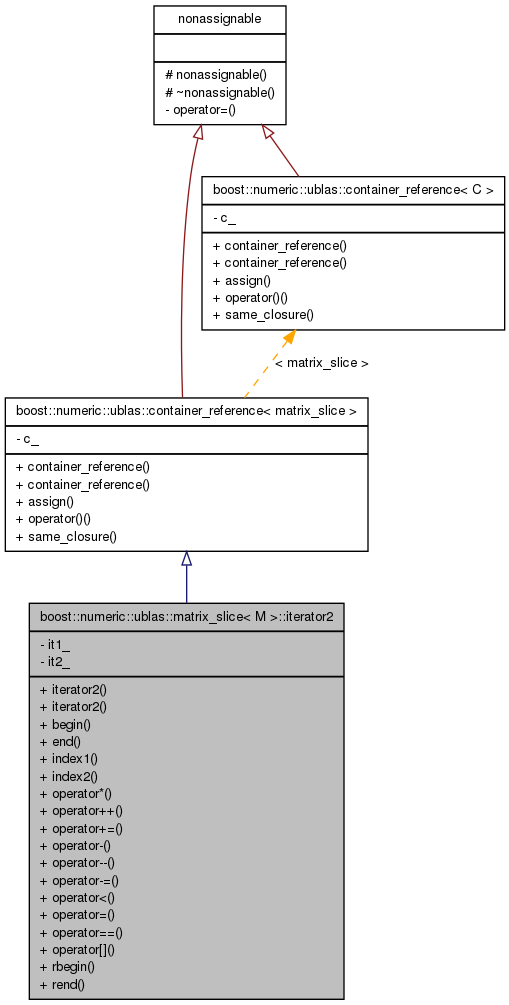 nonassignable
# nonassignable()
# ~nonassignable()
- operator=()
boost::numeric::ublas::container_reference< C >
- c_
+ container_reference()
+ container_reference()
+ assign()
+ operator()()
+ same_closure()
< matrix_slice >
boost::numeric::ublas::container_reference< matrix_slice >
- c_
+ container_reference()
+ container_reference()
+ assign()
+ operator()()
+ same_closure()
boost::numeric::ublas::matrix_slice< M >::iterator2
- it1_
- it2_
+ iterator2()
+ iterator2()
+ begin()
+ end()
+ index1()
+ index2()
+ operator*()
+ operator++()
+ operator+=()
+ operator-()
+ operator--()
+ operator-=()
+ operator<()
+ operator=()
+ operator==()
+ operator[]()
+ rbegin()
+ rend()